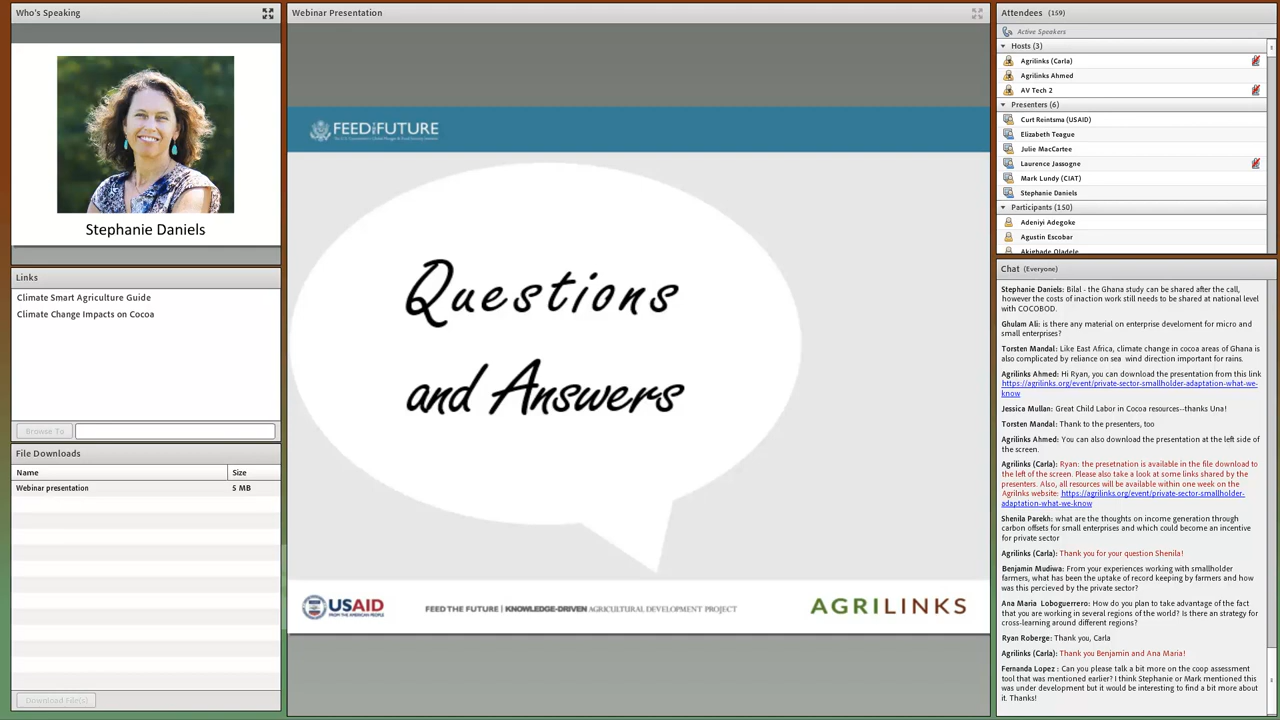 Who's Speaking
Stephanie Daniels
Links
Climate Smart Agriculture Guide
Climate Change Impacts on Cocoa
Browse To
File Downloads
Name Size
Webinar presentation 5 MB
Download File(s)
Webinar Presentation
FEED THE FUTURE
Questions
and Answers
USAID
FROM THE AMERICAN PEOPLE
FEED THE FUTURE | KNOWLEDGE-DRIVEN AGRICULTURAL DEVELOPMENT PROJECT
AGRILINKS
Attendees (159)
Active Speakers
Hosts (3)
Agrilinks (Carla)
Agrilinks Ahmed
AV Tech 2
Presenters (6)
Curt Reintsma (USAID)
Elizabeth Teague
Julie MacCartee
Laurence Jassogne
Mark Lundy (CIAT)
Stephanie Daniels
Participants (150)
Adeniyi Adegoke
Agustin Escobar
Akighade Oladele
Chat (Everyone)
Stephanie Daniels: Bilal - the Ghana study can be shared after the call,
however the costs of inaction work still needs to be shared at national level
with COCOBOD.
Ghulam Ali: is there any material on enterprise develoment for micro and
small enterprises?
Torsten Mandal: Like East Africa, climate change in cocoa areas of Ghana is
also complicated by reliance on sea wind direction important for rains.
Agrilinks Ahmed: Hi Ryan, you can download the presentation from this link
https://agrilinks.org/event/private-sector-smallholder-adaptation-what-we-
know
Jessica Mullan: Great Child Labor in Cocoa resources--thanks Una!
Torsten Mandal: Thank to the presenters, too
Agrilinks Ahmed: You can also download the presentation at the left side of
the screen.
Agrilinks (Carla): Ryan: the presetnation is available in the file download to
the left of the screen. Please also take a look at some links shared by the
presenters. Also, all resources will be available within one week on the
Agrilnks website: https://agrilinks.org/event/private-sector-smallholder-
adaptation-what-we-know
Shenila Parekh: what are the thoughts on income generation through
carbon offsets for small enterprises and which could become an incentive
for private sector
Agrilinks (Carla): Thank you for your question Shenila!
Benjamin Mudiwa: From your experiences working with smallholder
farmers, what has been the uptake of record keeping by farmers and how
was this percieved by the private sector?
Ana Maria Loboguerrero: How do you plan to take advantage of the fact
that you are working in several regions of the world? Is there an strategy for
cross-learning around different regions?
Ryan Roberge: Thank you, Carla
Agrilinks (Carla): Thank you Benjamin and Ana Maria!
Fernanda Lopez : Can you please talk a bit more on the coop assessment
tool that was mentioned earlier? I think Stephanie or Mark mentioned this
was under development but it would be interesting to find a bit more about
it. Thanks!